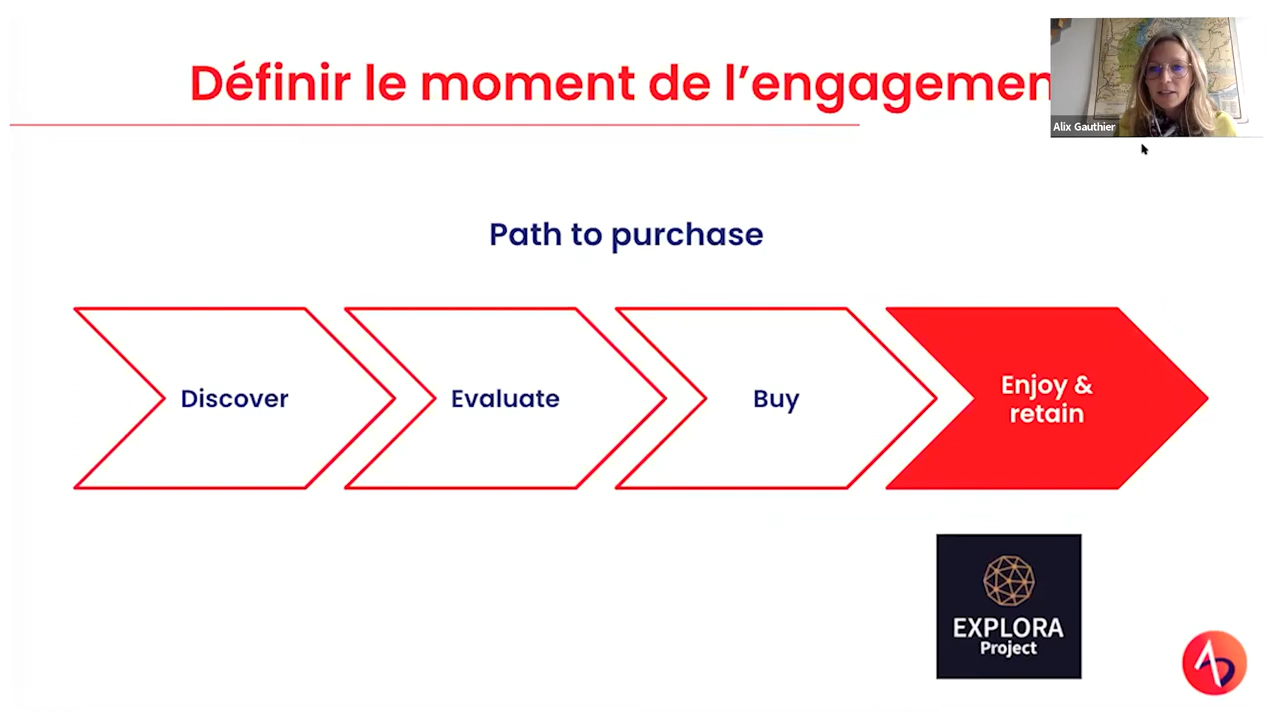 Définir le moment de l’engagemen
Alix Gauthier
Path to purchase
Discover
Evaluate
Buy
Enjoy &
retain
EXPLORA
Project